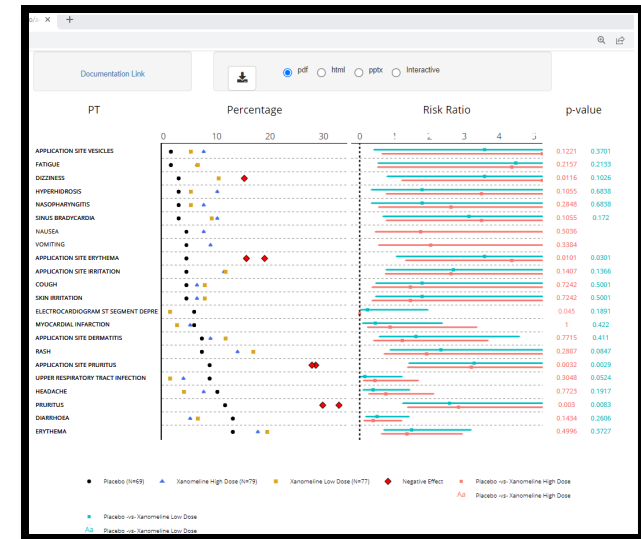 Documentation Link
pdf html pptx Interactive
PT Percentage Risk Ratio p-value
0 10 20 30 0 1 2 3 4 5
APPLICATION SITE VESICLES 0.1221 0.3701
FATIGUE 0.2157 0.2133
DIZZINESS 0.0116 0.1026
HYPERHIDROSIS 0.1055 0.6838
NASOPHARYNGITIS 0.2848 0.6838
SINUS BRADYCARDIA 0.1055 0.172
NAUSEA 0.5036
VOMITING 0.3384
APPLICATION SITE ERYTHEMA 0.0101 0.0301
APPLICATION SITE IRRITATION 0.1407 0.1366
COUGH 0.7242 0.5001
SKIN IRRITATION 0.7242 0.5001
ELECTROCARDIOGRAM ST SEGMENT DEPRE 0.045 0.1891
MYOCARDIAL INFARCTION 1 0.422
APPLICATION SITE DERMATITIS 0.7715 0.411
RASH 0.2887 0.0847
APPLICATION SITE PRURITUS 0.0032 0.0029
UPPER RESPIRATORY TRACT INFECTION 0.3048 0.0524
HEADACHE 0.7723 0.1917
PRURITUS 0.003 0.0083
DIARRHOEA 0.1434 0.2606
ERYTHEMA 0.4996 0.3727
Placebo (N=69) Xanomeline High Dose (N=79) Xanomeline Low Dose (N=77) Negative Effect Placebo -vs- Xanomeline High Dose
Aa Placebo -vs- Xanomeline High Dose
Placebo -vs- Xanomeline Low Dose
Aa Placebo -vs- Xanomeline Low Dose